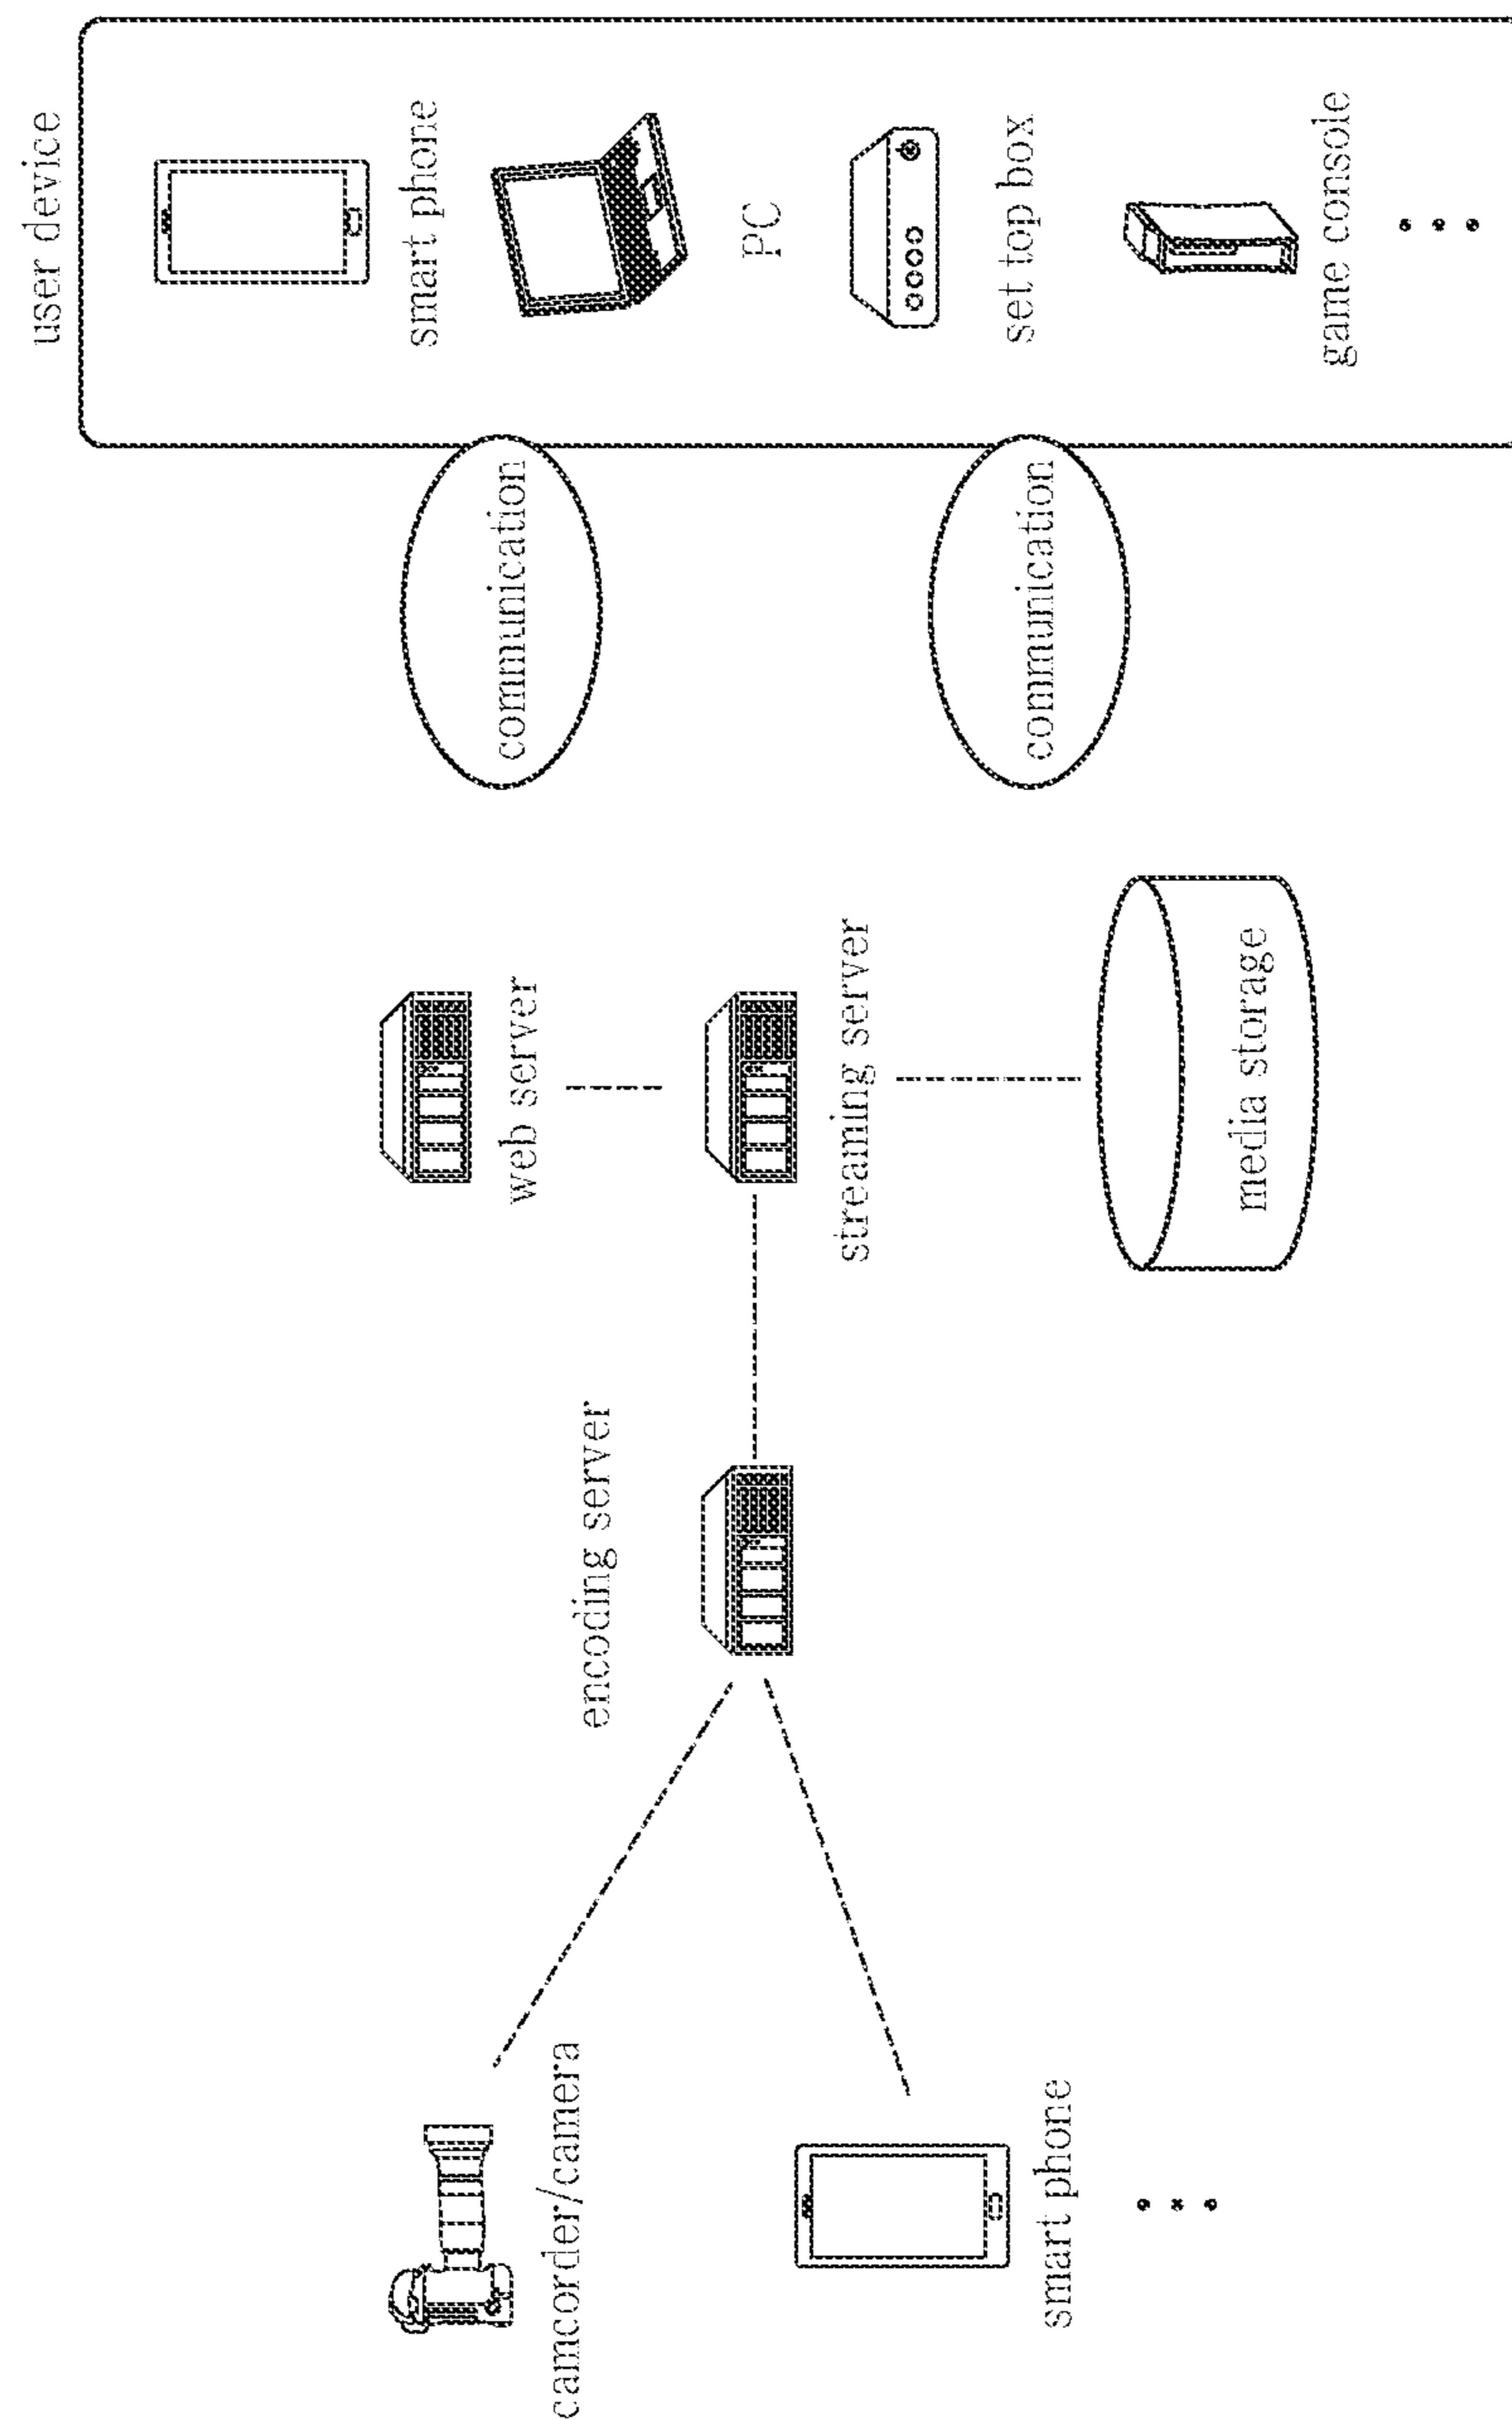 camcorder/camera
smart phone
encoding server
web server
streaming server
media storage
communication
communication
user device
smart phone
PC
set top box
game console